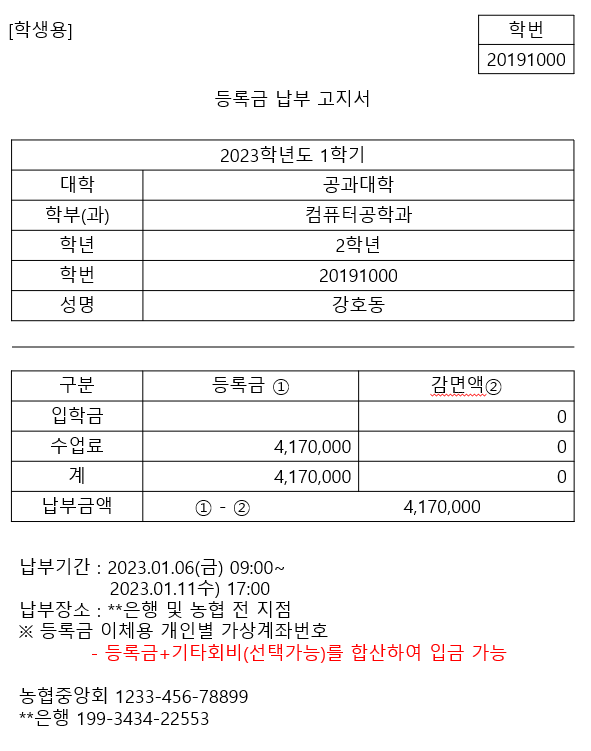 [학생용]
학번
20191000
등록금 납부 고지서
2023학년도 1학기
대학 공과대학
학부(과) 컴퓨터공학과
학년 2학년
학번 20191000
성명 강호동
구분 등록금 ① 감면액②
입학금 0
수업료 4,170,000 0
계 4,170,000 0
납부금액 ① - ② 4,170,000
납부기간 : 2023.01.06(금) 09:00~
2023.01.11수) 17:00
납부장소 : **은행 및 농협 전 지점
※ 등록금 이체용 개인별 가상계좌번호
- 등록금+기타회비(선택가능)를 합산하여 입금 가능
농협중앙회 1233-456-78899
**은행 199-3434-22553